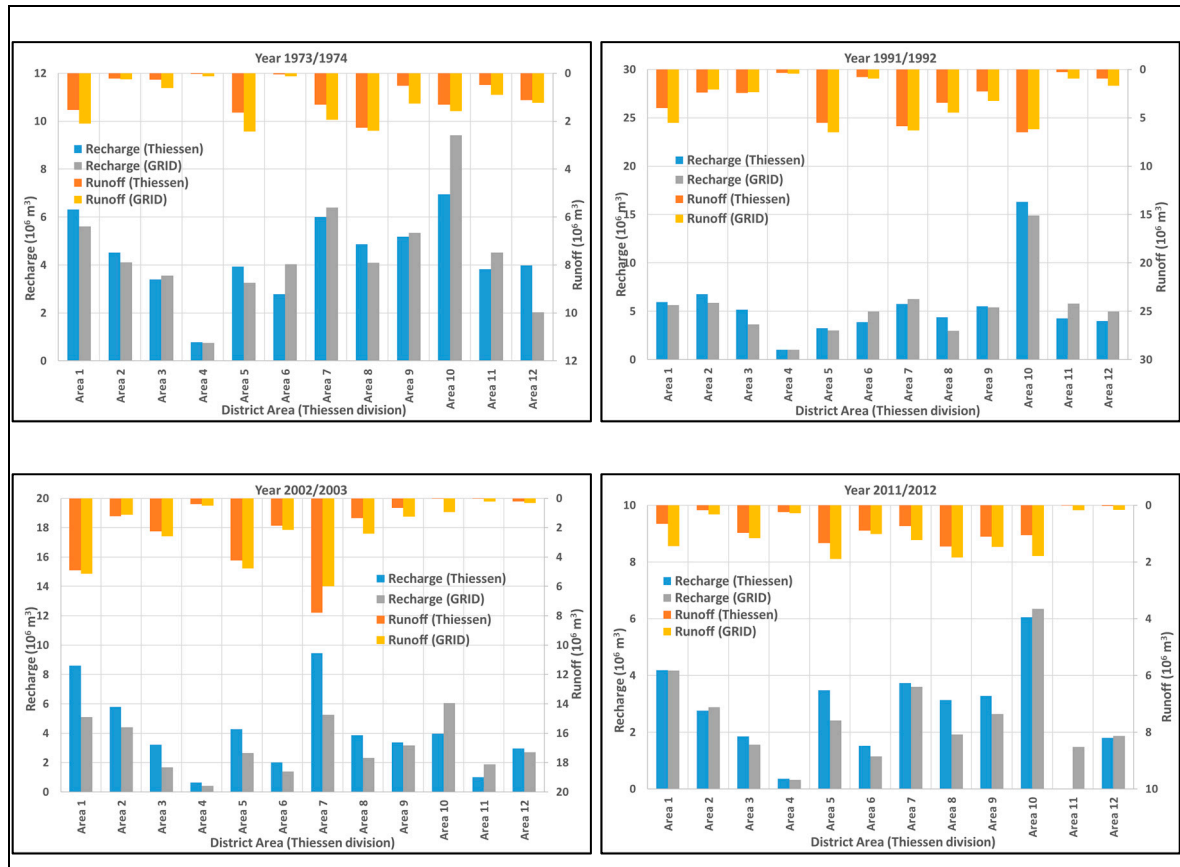 Year 1973/1974
12
10
8
6
4
2
0
0
2
4
6
8
10
12
Recharge (10⁶ m³)
Runoff (10⁶ m³)
Recharge (Thiessen)
Recharge (GRID)
Runoff (Thiessen)
Runoff (GRID)
Area 1
Area 2
Area 3
Area 4
Area 5
Area 6
Area 7
Area 8
Area 9
Area 10
Area 11
Area 12
District Area (Thiessen division)
Year 1991/1992
30
25
20
15
10
5
0
0
5
10
15
20
25
30
Recharge (10⁶ m³)
Runoff (10⁶ m³)
Recharge (Thiessen)
Recharge (GRID)
Runoff (Thiessen)
Runoff (GRID)
Area 1
Area 2
Area 3
Area 4
Area 5
Area 6
Area 7
Area 8
Area 9
Area 10
Area 11
Area 12
District Area (Thiessen division)
Year 2002/2003
20
18
16
14
12
10
8
6
4
2
0
0
2
4
6
8
10
12
14
16
18
20
Recharge (10⁶ m³)
Runoff (10⁶ m³)
Recharge (Thiessen)
Recharge (GRID)
Runoff (Thiessen)
Runoff (GRID)
Area 1
Area 2
Area 3
Area 4
Area 5
Area 6
Area 7
Area 8
Area 9
Area 10
Area 11
Area 12
District Area (Thiessen division)
Year 2011/2012
10
8
6
4
2
0
0
2
4
6
8
10
Recharge (10⁶ m³)
Runoff (10⁶ m³)
Recharge (Thiessen)
Recharge (GRID)
Runoff (Thiessen)
Runoff (GRID)
Area 1
Area 2
Area 3
Area 4
Area 5
Area 6
Area 7
Area 8
Area 9
Area 10
Area 11
Area 12
District Area (Thiessen division)